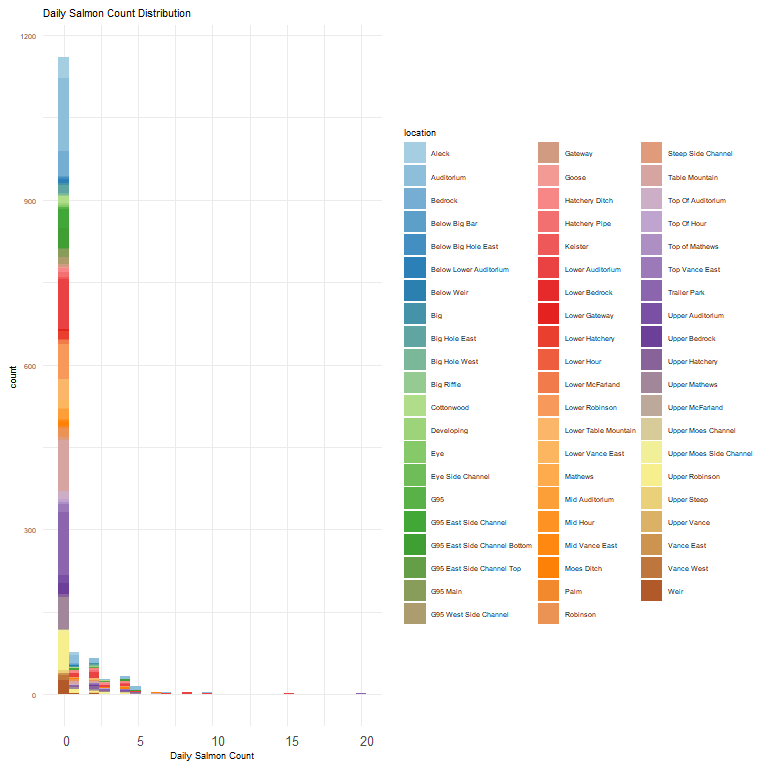 Daily Salmon Count Distribution
1200
900
600
300
0
count
0 5 10 15 20
Daily Salmon Count
location
Aleck
Auditorium
Bedrock
Below Big Bar
Below Big Hole East
Below Lower Auditorium
Below Weir
Big
Big Hole East
Big Hole West
Big Riffle
Cottonwood
Developing
Eye
Eye Side Channel
G95
G95 East Side Channel
G95 East Side Channel Bottom
G95 East Side Channel Top
G95 Main
G95 West Side Channel
Gateway
Goose
Hatchery Ditch
Hatchery Pipe
Keister
Lower Auditorium
Lower Bedrock
Lower Gateway
Lower Hatchery
Lower Hour
Lower McFarland
Lower Robinson
Lower Table Mountain
Lower Vance East
Mathews
Mid Auditorium
Mid Hour
Mid Vance East
Moes Ditch
Palm
Robinson
Steep Side Channel
Table Mountain
Top Of Auditorium
Top Of Hour
Top of Mathews
Top Vance East
Trailer Park
Upper Auditorium
Upper Bedrock
Upper Hatchery
Upper Mathews
Upper McFarland
Upper Moes Channel
Upper Moes Side Channel
Upper Robinson
Upper Steep
Upper Vance
Vance East
Vance West
Weir